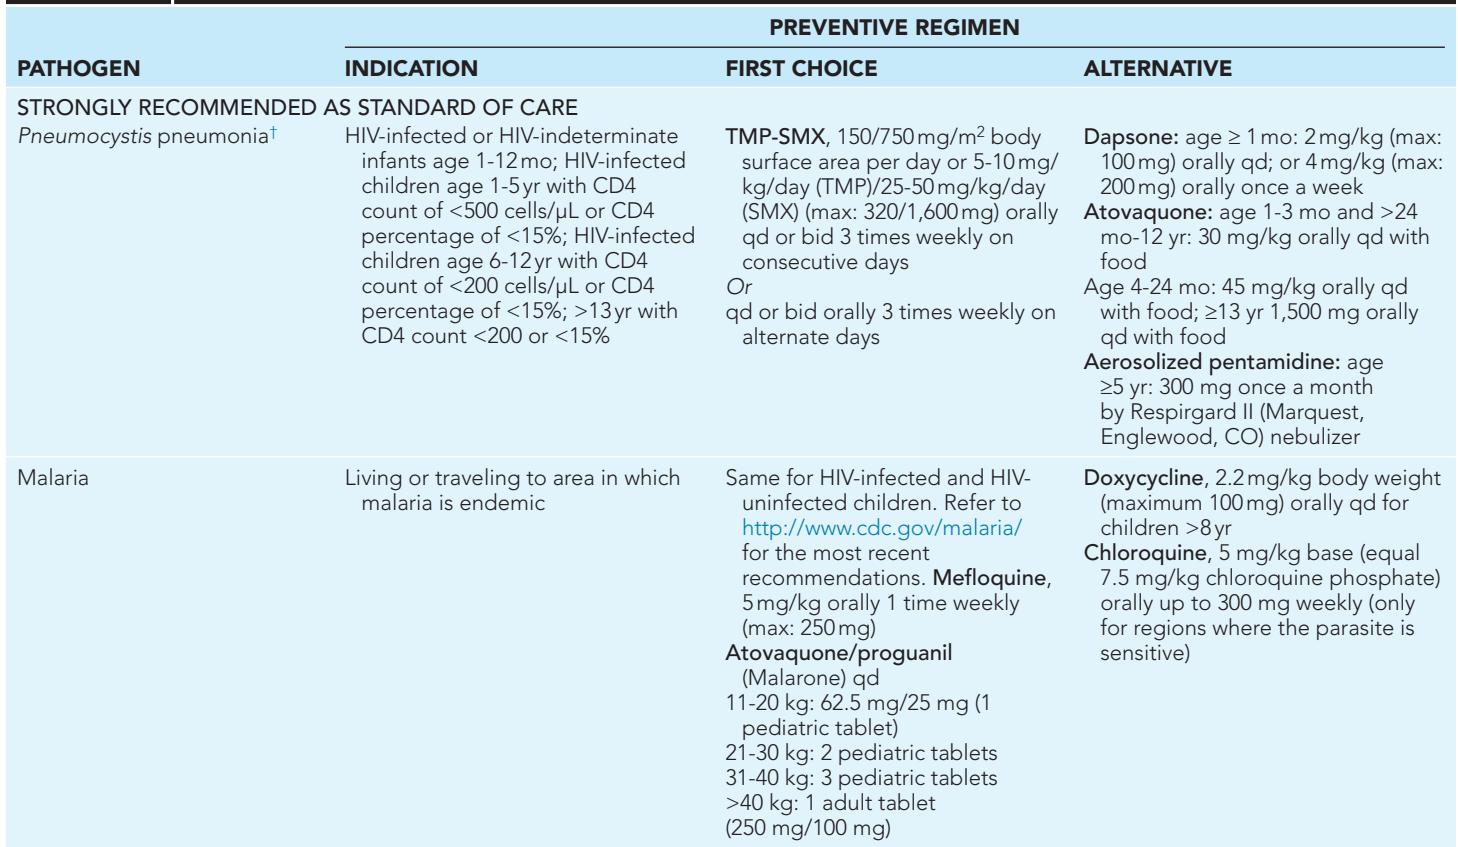 PREVENTIVE REGIMEN
PATHOGEN INDICATION FIRST CHOICE ALTERNATIVE
STRONGLY RECOMMENDED AS STANDARD OF CARE
Pneumocystis pneumonia†
HIV-infected or HIV-indeterminate
infants age 1-12 mo; HIV-infected
children age 1-5 yr with CD4
count of <500 cells/µL or CD4
percentage of <15%; HIV-infected
children age 6-12 yr with CD4
count of <200 cells/µL or CD4
percentage of <15%; >13 yr with
CD4 count <200 or <15%
TMP-SMX, 150/750 mg/m² body
surface area per day or 5-10 mg/
kg/day (TMP)/25-50 mg/kg/day
(SMX) (max: 320/1,600 mg) orally
qd or bid 3 times weekly on
consecutive days
Or
qd or bid orally 3 times weekly on
alternate days
Dapsone: age ≥ 1 mo: 2 mg/kg (max:
100 mg) orally qd; or 4 mg/kg (max:
200 mg) orally once a week
Atovaquone: age 1-3 mo and >24
mo-12 yr: 30 mg/kg orally qd with
food
Age 4-24 mo: 45 mg/kg orally qd
with food; ≥13 yr 1,500 mg orally
qd with food
Aerosolized pentamidine: age
≥5 yr: 300 mg once a month
by Respirgard II (Marquest,
Englewood, CO) nebulizer
Malaria
Living or traveling to area in which
malaria is endemic
Same for HIV-infected and HIV-
uninfected children. Refer to
http://www.cdc.gov/malaria/
for the most recent
recommendations. Mefloquine,
5 mg/kg orally 1 time weekly
(max: 250 mg)
Atovaquone/proguanil
(Malarone) qd
11-20 kg: 62.5 mg/25 mg (1
pediatric tablet)
21-30 kg: 2 pediatric tablets
31-40 kg: 3 pediatric tablets
>40 kg: 1 adult tablet
(250 mg/100 mg)
Doxycycline, 2.2 mg/kg body weight
(maximum 100 mg) orally qd for
children >8 yr
Chloroquine, 5 mg/kg base (equal
7.5 mg/kg chloroquine phosphate)
orally up to 300 mg weekly (only
for regions where the parasite is
sensitive)